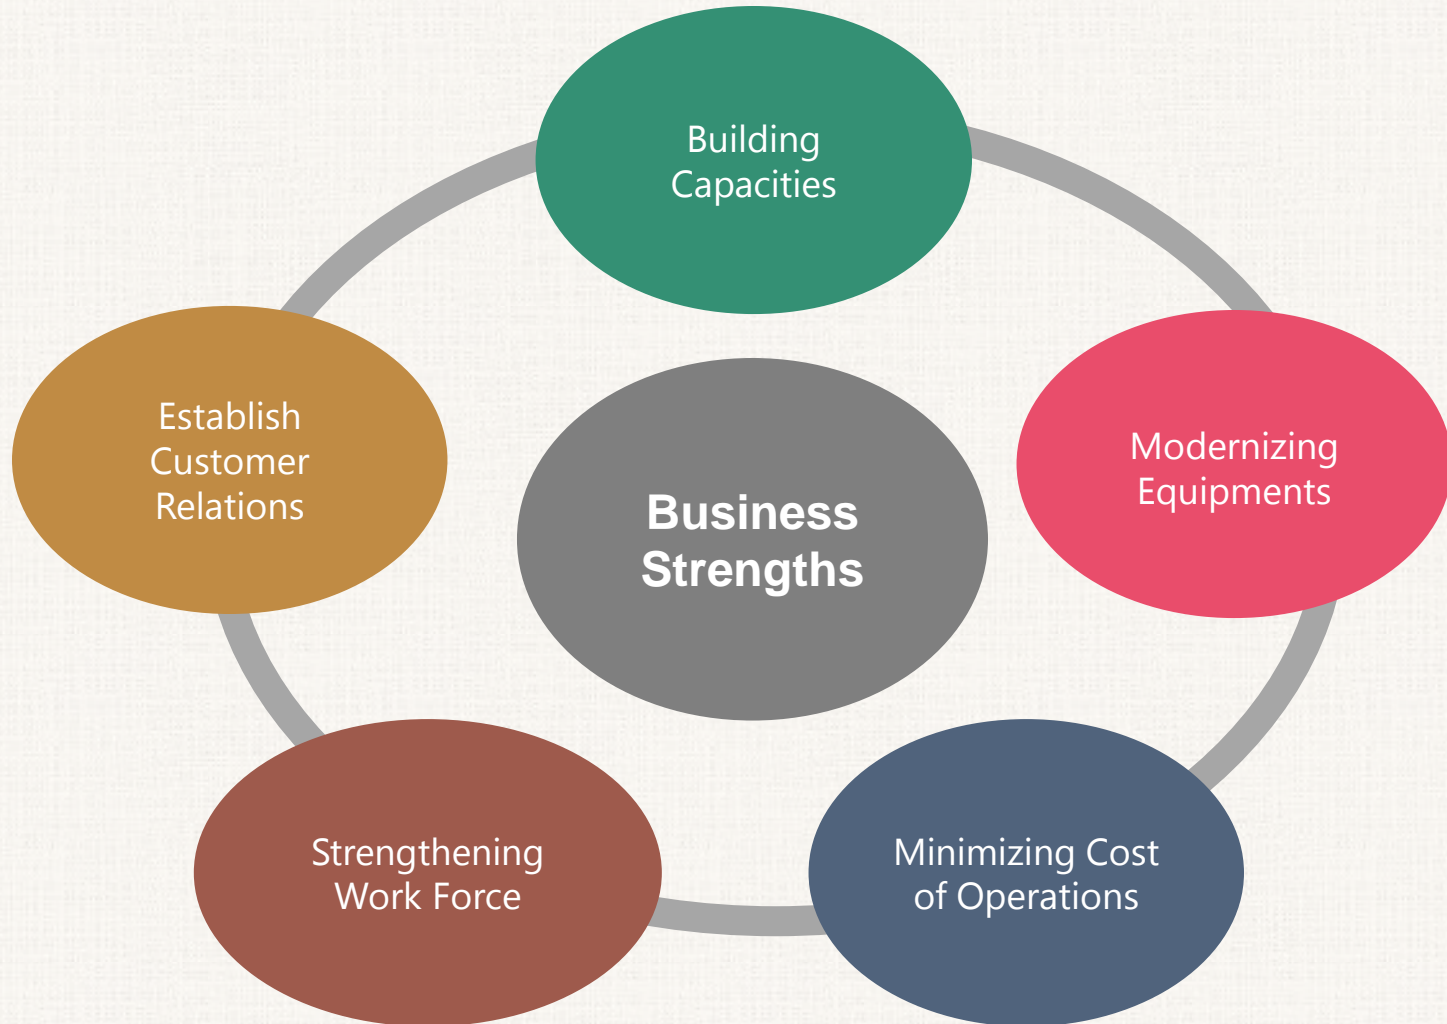 Building
Capacities
Establish
Customer
Relations
Modernizing
Equipments
Business
Strengths
Strengthening
Work Force
Minimizing Cost
of Operations